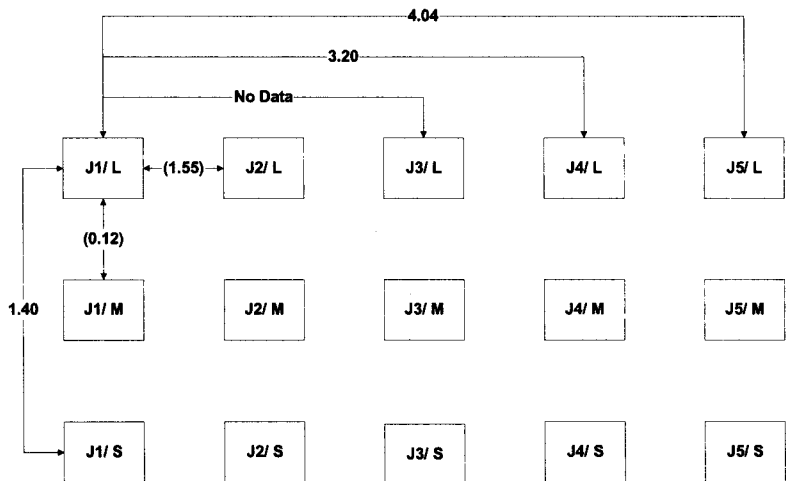 4.04
3.20
No Data
J1/ L
(1.55)
J2/ L
J3/ L
J4/ L
J5/ L
(0.12)
1.40
J1/ M
J2/ M
J3/ M
J4/ M
J5/ M
J1/ S
J2/ S
J3/ S
J4/ S
J5/ S